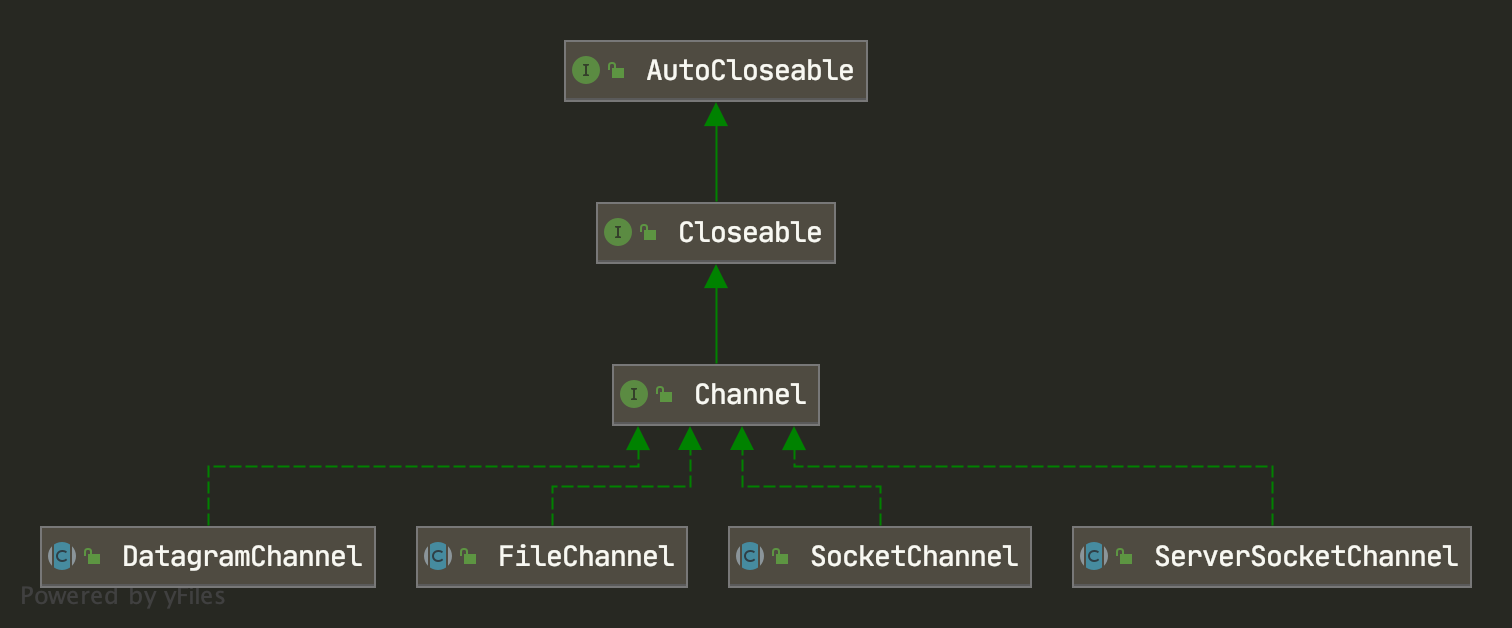 I AutoCloseable
I Closeable
I Channel
C DatagramChannel
C FileChannel
C SocketChannel
C ServerSocketChannel
Powered by yFiles